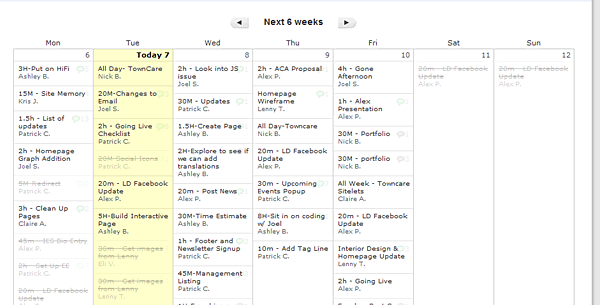 Next 6 weeks
Mon Tue Wed Thu Fri Sat Sun
6
3H-Put on HiFi
Ashley B.
15M - Site Memory
Kris J.
1.5h - List of
updates
Patrick C.
2h - Homepage
Graph Addition
Joel S.
5M-Redirect
Patrick C.
3h - Clean Up
Pages
Claire A.
45m - IES Bio Entry
Alex P.
2h - Get Up EE
Patrick C.
20m - LD Facebook
Update
Today 7
All Day- TownCare
Nick B.
20M-Changes to
Email
Joel S.
2h - Going Live
Checklist
Patrick C.
20M-Social Icons
Patrick C.
20m - LD Facebook
Update
Alex P.
5H-Build Interactive
Page
Ashley B.
30m - Get images
from Lenny
Eli V.
30m - Get images
from Lenny
Lenny T.
8
2h - Look into JS
issue
Joel S.
30M - Updates
Patrick C.
1.5H-Create Page
Ashley B.
2H-Explore to see if
we can add
translations
Ashley B.
20m - Post News
Alex P.
30M-Time Estimate
Ashley B.
1h - Footer and
Newsletter Signup
Patrick C.
45M-Management
Listing
Patrick C.
9
2h - ACA Proposal
Alex P.
Homepage
Wireframe
Lenny T.
All Day-Towncare
Nick B.
20m - LD Facebook
Update
Alex P.
30m - Upcoming
Events Popup
Patrick C.
8H-Sit in on coding
w/ Joel
Ashley B.
10m - Add Tag Line
Patrick C.
10
4h - Gone
Afternoon
Joel S.
1h - Alex
Presentation
Alex P.
30M - Portfolio
Nick B.
30M - portfolio
Nick B.
All Week - Towncare
Sitelets
Claire A.
20m - LD Facebook
Update
Alex P.
Interior Design &
Homepage Update
Lenny T.
2h - Going Live
Alex P.
11
20m - LD Facebook
Update
Alex P.
12
20m - LD Facebook
Update
Alex P.